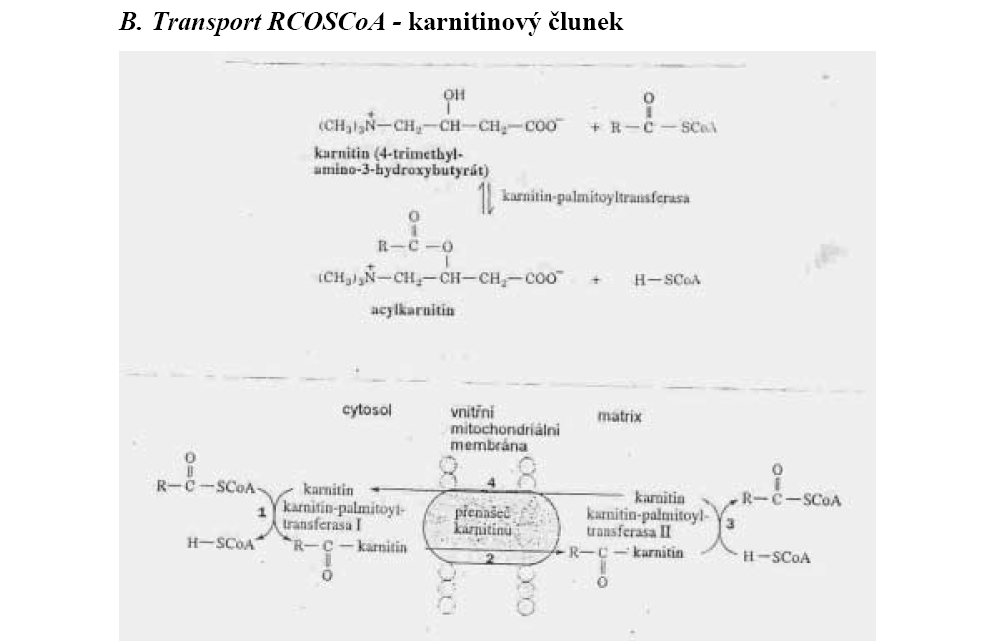 B. Transport RCOSCoA - karnitinový člunek
OH
O
(CH₃)₃N⁺—CH₂—CH—CH₂—COO⁻ + R—C—SCoA
karnitin (4-trimethyl-
amino-3-hydroxybutyrát)
karnitin-palmitoyltransferasa
O
R—C—O
(CH₃)₃N⁺—CH₂—CH—CH₂—COO⁻ + H—SCoA
acylkarnitin
cytosol
vnitřní
mitochondriální
membrána
matrix
O
R—C—SCoA
karnitin
1
karnitin-palmitoyl-
transferasa I
H—SCoA
R—C—karnitin
O
4
přenašeč
karnitinu
2
karnitin
karnitin-palmitoyl-
transferasa II
R—C—karnitin
O
3
O
R—C—SCoA
H—SCoA